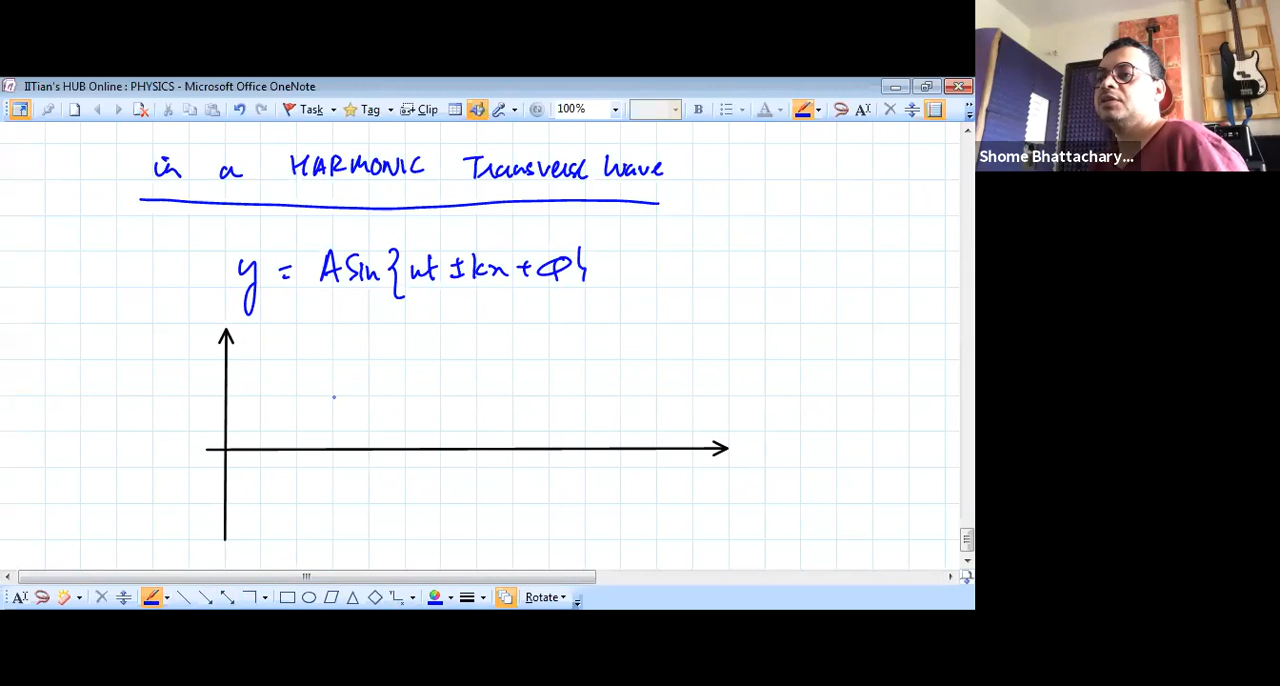 IITian's HUB Online : PHYSICS - Microsoft Office OneNote
Task Tag Clip 100% B A
Shome Bhattachary...
in a HARMONIC Transverse wave
y = A Sin{ωt ± kx + φ}
Rotate